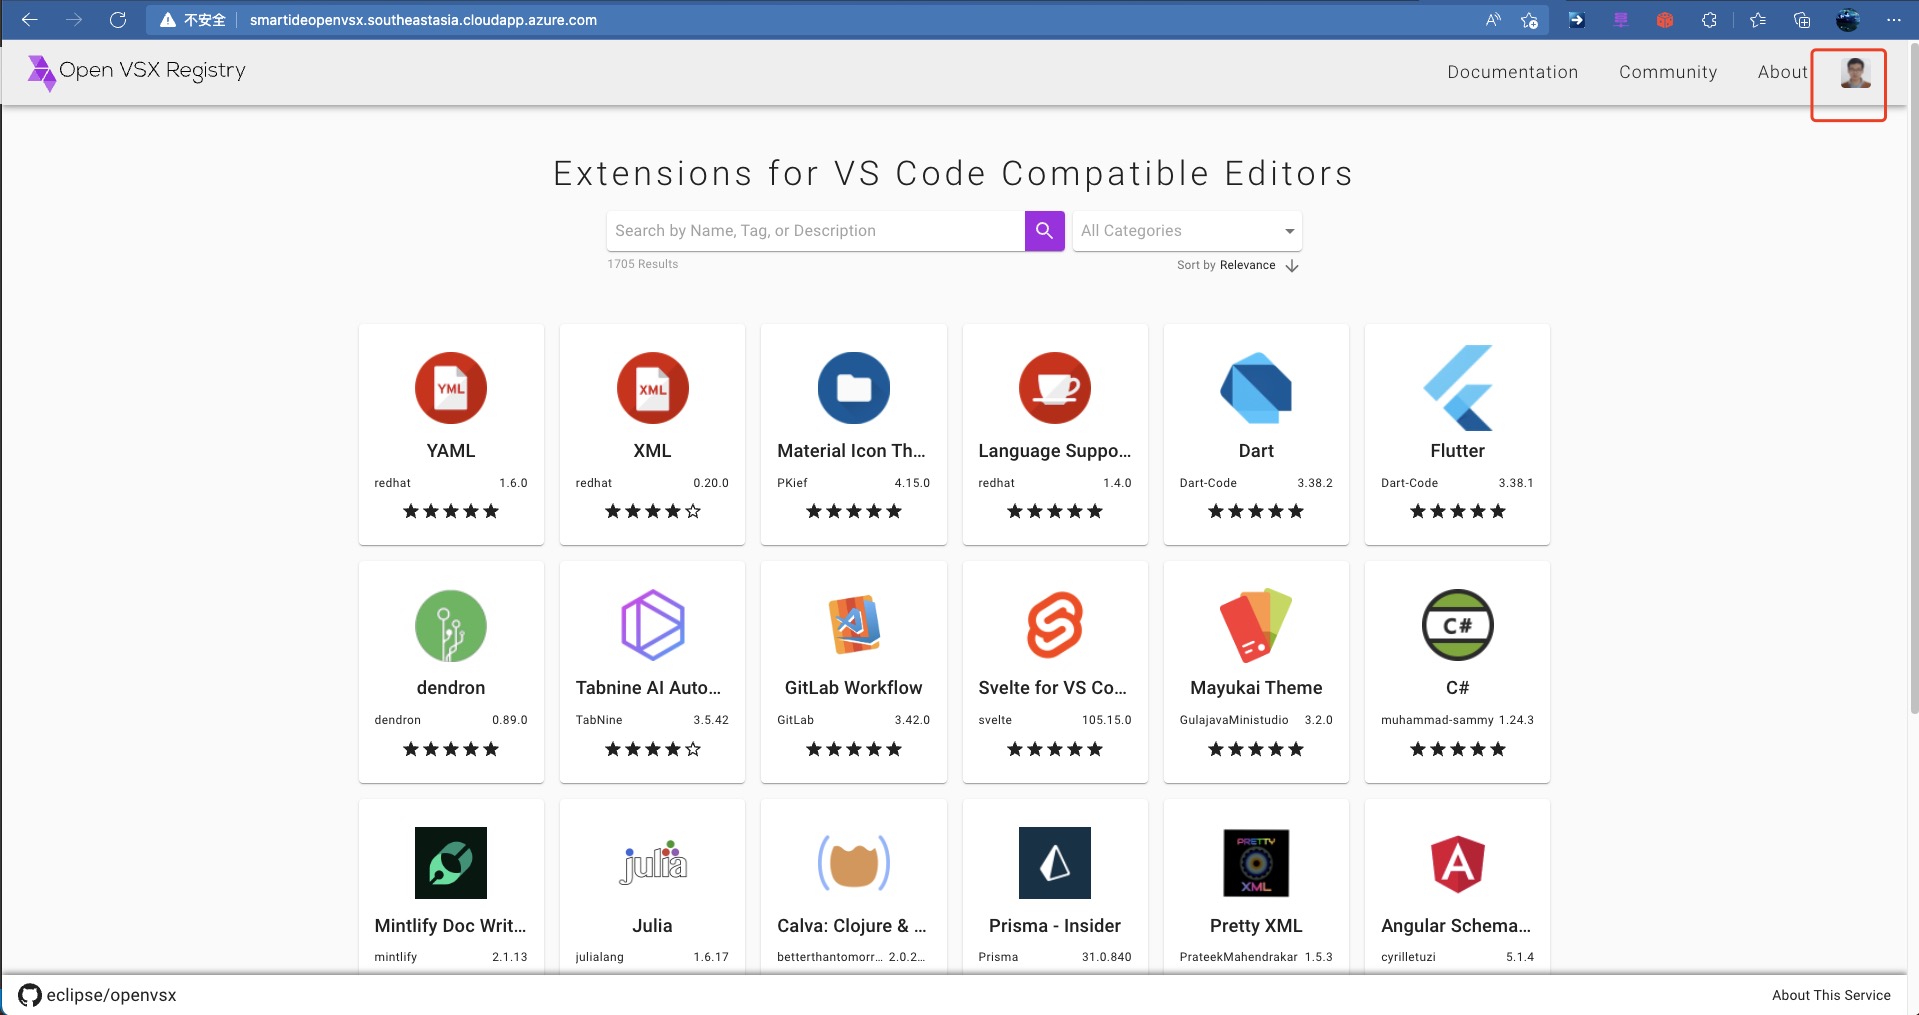 不安全 smartideopenvsx.southeastasia.cloudapp.azure.com
Open VSX Registry Documentation Community About
Extensions for VS Code Compatible Editors
Search by Name, Tag, or Description All Categories
1705 Results Sort by Relevance
YML XML
YAML XML Material Icon Th... Language Suppo... Dart Flutter
redhat 1.6.0 redhat 0.20.0 PKief 4.15.0 redhat 1.4.0 Dart-Code 3.38.2 Dart-Code 3.38.1
C#
dendron Tabnine AI Auto... GitLab Workflow Svelte for VS Co... Mayukai Theme C#
dendron 0.89.0 TabNine 3.5.42 GitLab 3.42.0 svelte 105.15.0 GulajavaMinistudio 3.2.0 muhammad-sammy 1.24.3
julia PRETTY XML A
Mintlify Doc Writ... Julia Calva: Clojure & ... Prisma - Insider Pretty XML Angular Schema...
mintlify 2.1.13 julialang 1.6.17 betterthantomorr... 2.0.2... Prisma 31.0.840 PrateekMahendrakar 1.5.3 cyrilletuzi 5.1.4
eclipse/openvsx About This Service